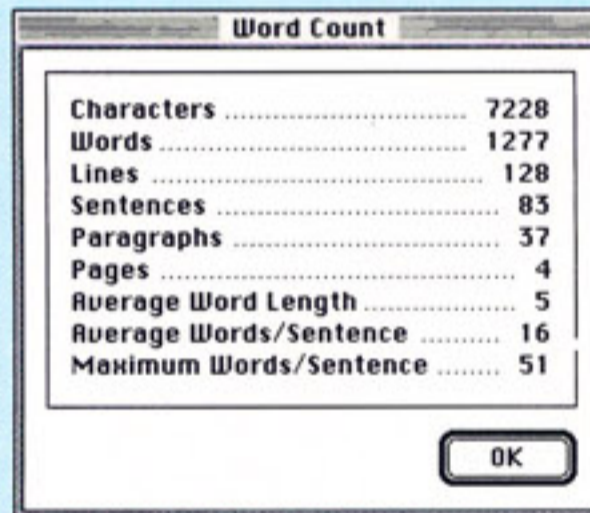 Word Count
Characters ............................... 7228
Words ....................................... 1277
Lines .......................................... 128
Sentences ..................................... 83
Paragraphs .................................. 37
Pages ............................................. 4
Average Word Length .................... 5
Average Words/Sentence .......... 16
Maximum Words/Sentence ........ 51
OK